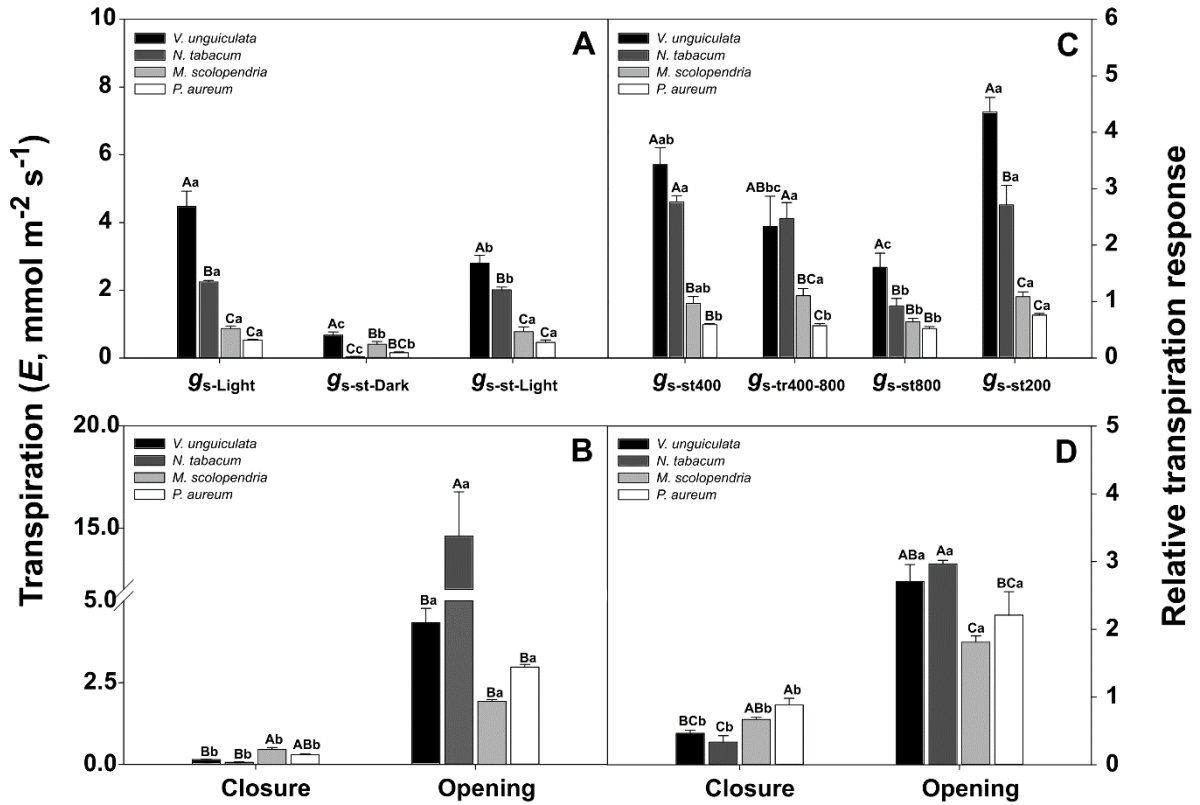 Transpiration (E, mmol m-2 s-1)
Relative transpiration response
A
V. unguiculata
N. tabacum
M. scolopendria
P. aureum
10
8
6
4
2
0
Aa
Ba
Ca
Ca
Ac
Cc
Bb
BCb
Ab
Bb
Ca
Ca
gs-Light
gs-st-Dark
gs-st-Light
C
V. unguiculata
N. tabacum
M. scolopendria
P. aureum
6
5
4
3
2
1
0
Aab
Aa
Bab
Bb
ABbc
Aa
BCa
Cb
Ac
Bb
Bb
Bb
Aa
Ba
Ca
Ca
gs-st400
gs-tr400-800
gs-st800
gs-st200
B
V. unguiculata
N. tabacum
M. scolopendria
P. aureum
20.0
15.0
5.0
2.5
0.0
Bb
Bb
Ab
ABb
Ba
Aa
Ba
Ba
Closure
Opening
D
V. unguiculata
N. tabacum
M. scolopendria
P. aureum
5
4
3
2
1
0
BCb
Cb
ABb
Ab
ABa
Aa
Ca
BCa
Closure
Opening